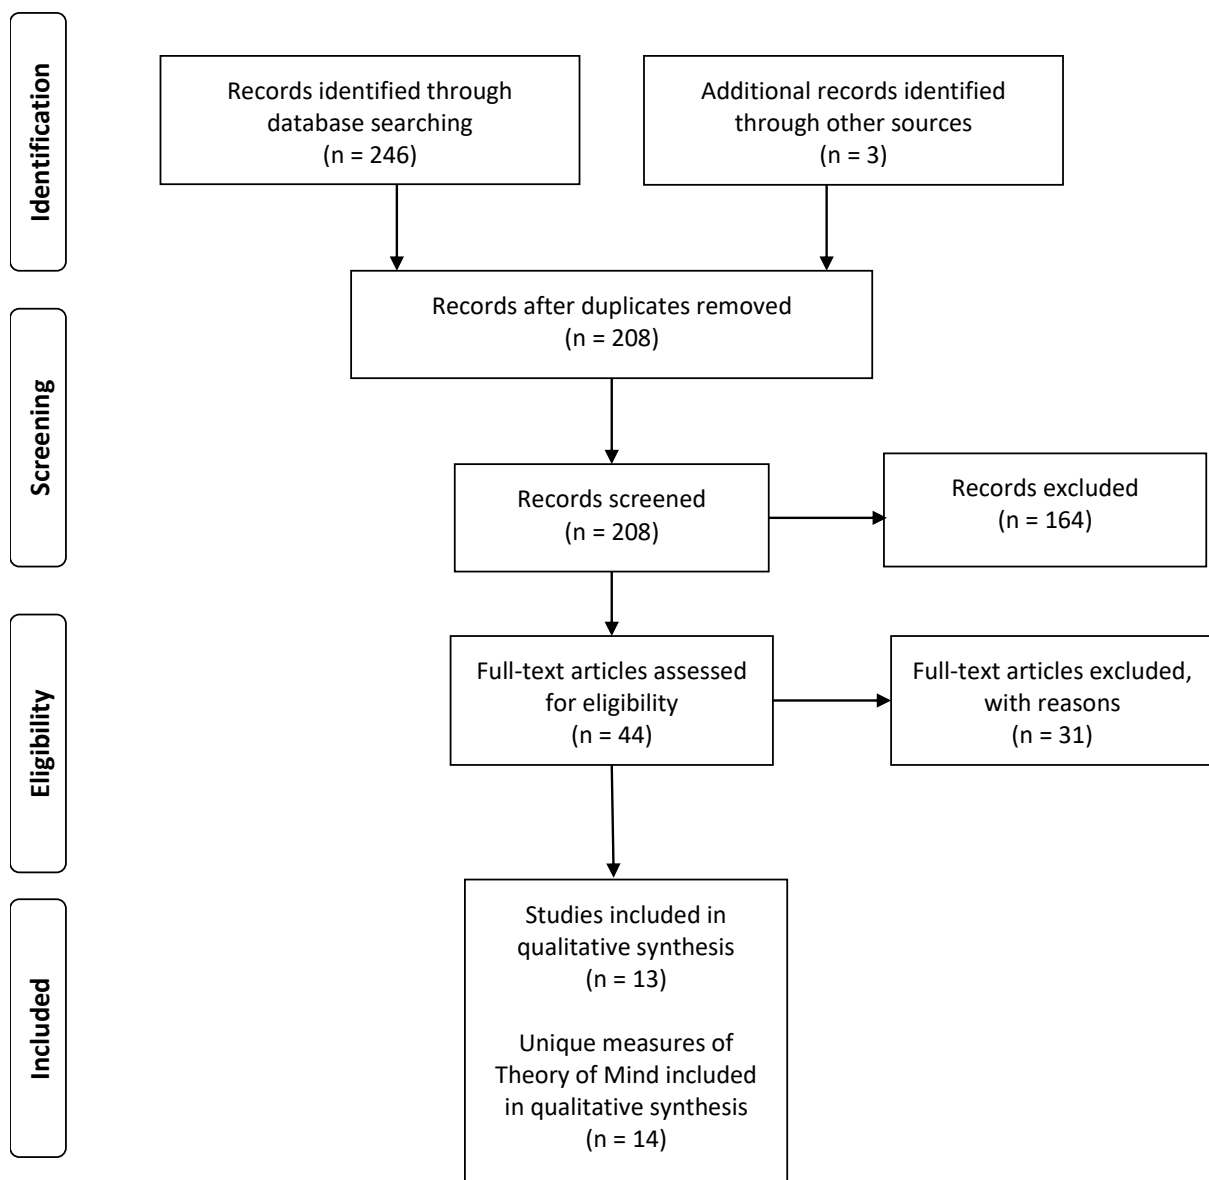 Identification
Records identified through
database searching
(n = 246)
Additional records identified
through other sources
(n = 3)
Records after duplicates removed
(n = 208)
Screening
Records screened
(n = 208)
Records excluded
(n = 164)
Eligibility
Full-text articles assessed
for eligibility
(n = 44)
Full-text articles excluded,
with reasons
(n = 31)
Included
Studies included in
qualitative synthesis
(n = 13)
Unique measures of
Theory of Mind included
in qualitative synthesis
(n = 14)